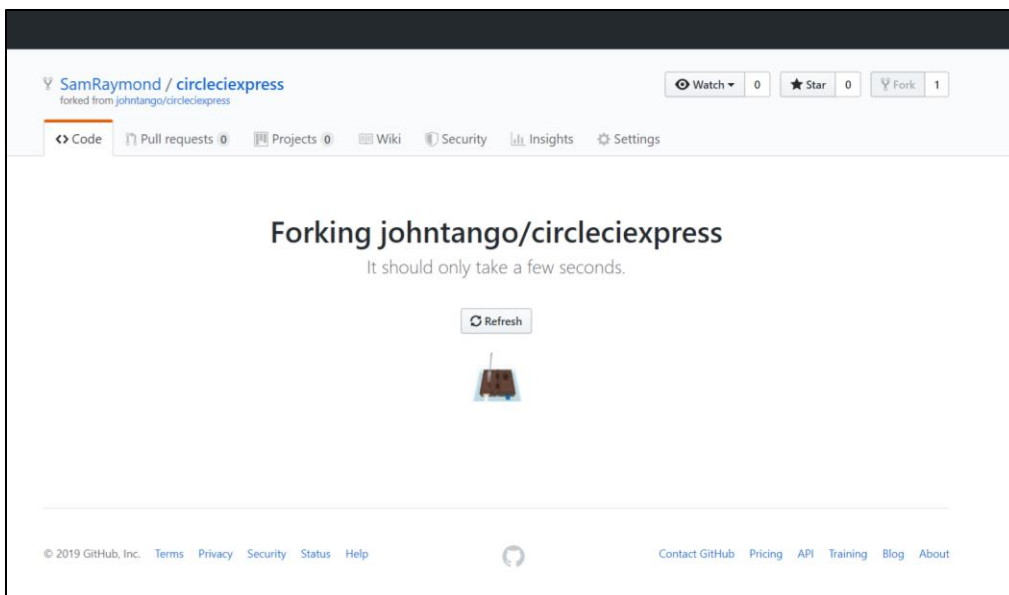 SamRaymond / circleciexpress
forked from johntango/circleciexpress
Watch 0 Star 0 Fork 1
Code Pull requests 0 Projects 0 Wiki Security Insights Settings
Forking johntango/circleciexpress
It should only take a few seconds.
Refresh
© 2019 GitHub, Inc. Terms Privacy Security Status Help Contact GitHub Pricing API Training Blog About